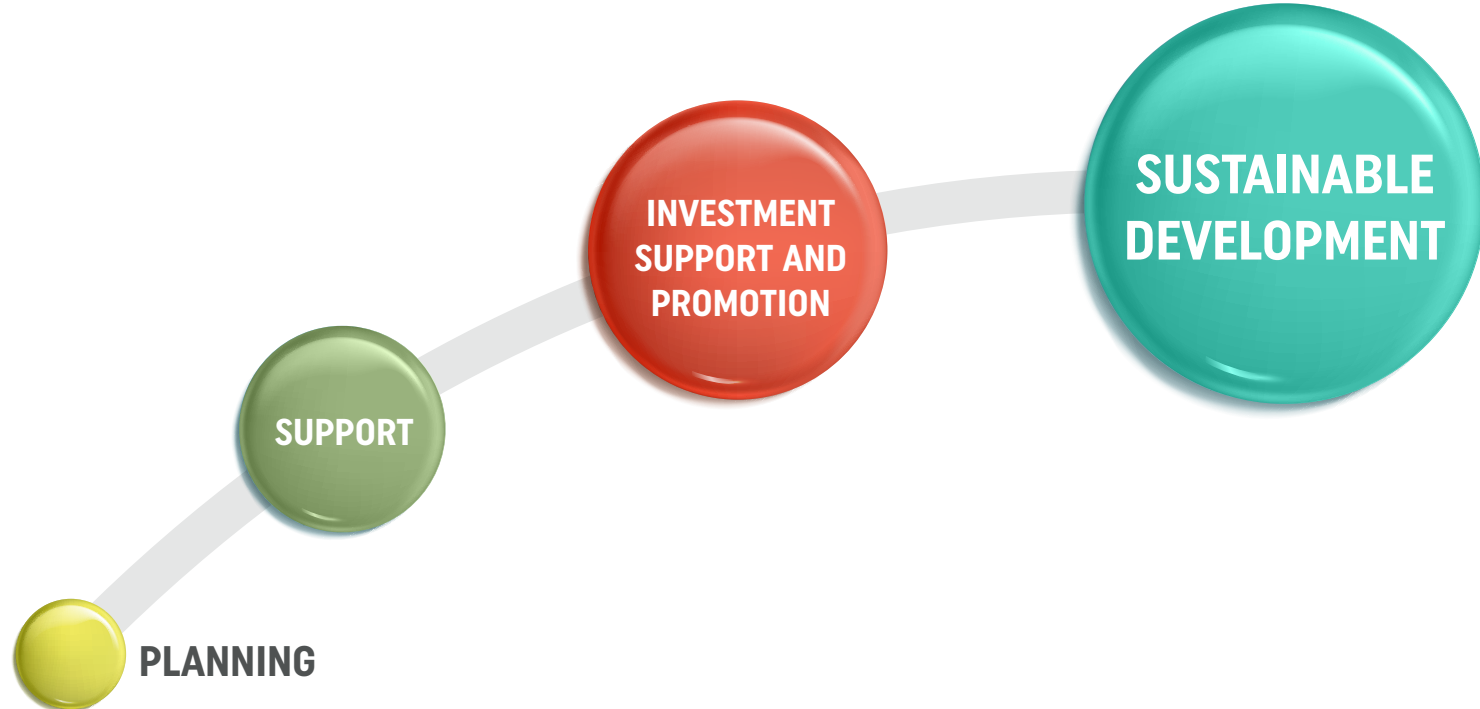 SUSTAINABLE
DEVELOPMENT
INVESTMENT
SUPPORT AND
PROMOTION
SUPPORT
PLANNING